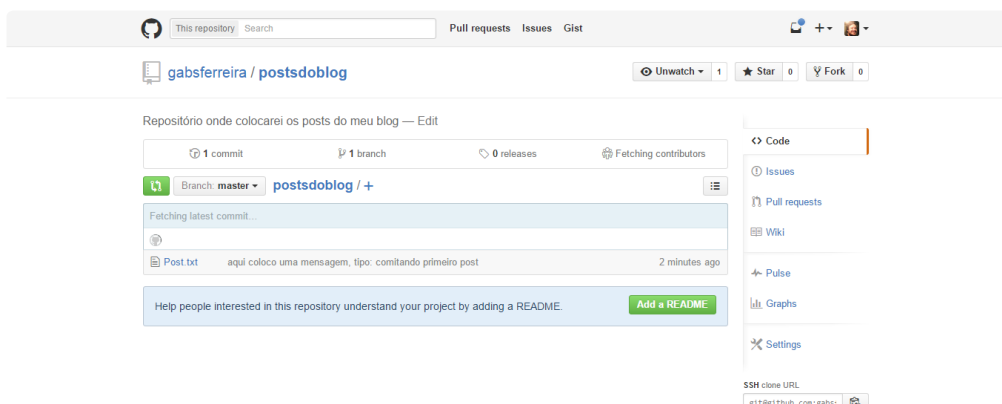 This repository Search Pull requests Issues Gist
gabsferreira / postsdoblog Unwatch 1 Star 0 Fork 0
Repositório onde colocarei os posts do meu blog — Edit
1 commit 1 branch 0 releases Fetching contributors
Branch: master postsdoblog / +
Fetching latest commit...
Post.txt aqui coloco uma mensagem, tipo: comitando primeiro post 2 minutes ago
Help people interested in this repository understand your project by adding a README. Add a README
Code
Issues
Pull requests
Wiki
Pulse
Graphs
Settings
SSH clone URL